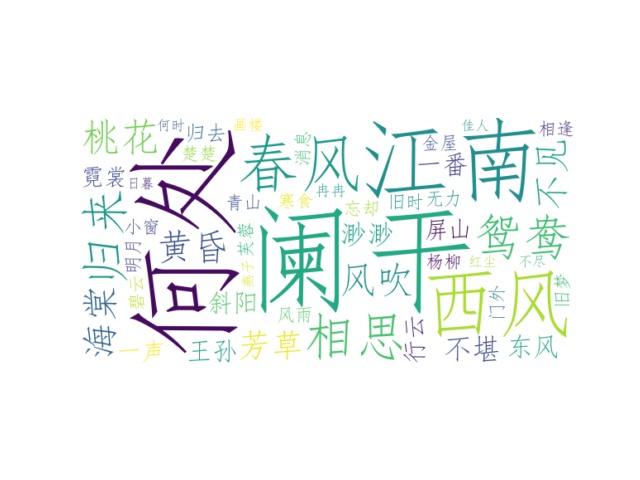 桃花
何时
归去
画楼
楚楚
霓裳
日暮
归来
小窗
明月
碧云
海棠
一声
何处
黄昏
芙蓉
燕子
斜阳
王孙
芳草
青山
春风
消息
寒食
冉冉
阑干
风雨
相思
江南
忘却
旧时
无力
渺渺
风吹
屏山
杨柳
金屋
一番
佳人
相逢
不见
鸳鸯
红尘
不尽
西风
门外
旧梦
行云
不堪
东风